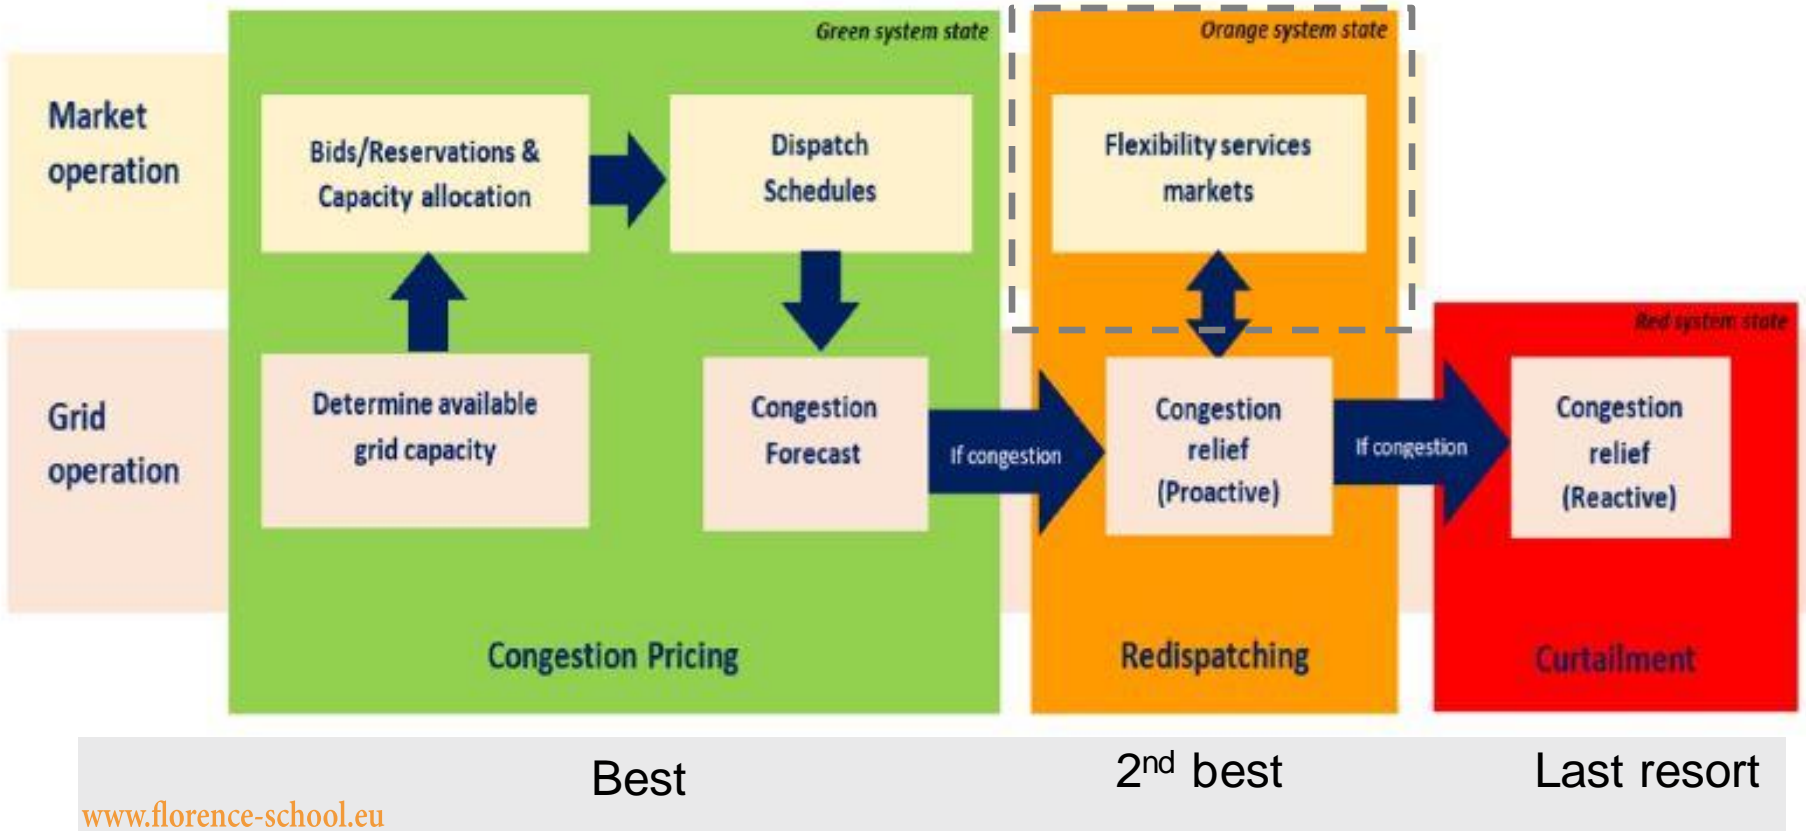 Green system state
Orange system state
Market
operation
Bids/Reservations &
Capacity allocation
Dispatch
Schedules
Flexibility services
markets
Red system state
Grid
operation
Determine available
grid capacity
Congestion
Forecast
If congestion
Congestion
relief
(Proactive)
If congestion
Congestion
relief
(Reactive)
Congestion Pricing
Redispatching
Curtailment
Best
2nd best
Last resort
www.florence-school.eu